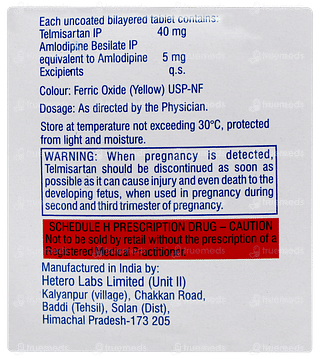 Each uncoated bilayered tablet contains:
Telmisartan IP 40 mg
Amlodipine Besilate IP
equivalent to Amlodipine 5 mg
Excipients q.s.
Colour: Ferric Oxide (Yellow) USP-NF
Dosage: As directed by the Physician.
Store at temperature not exceeding 30°C, protected
from light and moisture.
WARNING: When pregnancy is detected,
Telmisartan should be discontinued as soon as
possible as it can cause injury and even death to the
developing fetus, when used in pregnancy during
second and third trimester of pregnancy.
SCHEDULE H PRESCRIPTION DRUG – CAUTION
Not to be sold by retail without the prescription of a
Registered Medical Practitioner.
Manufactured in India by:
Hetero Labs Limited (Unit II)
Kalyanpur (village), Chakkan Road,
Baddi (Tehsil), Solan (Dist),
Himachal Pradesh-173 205